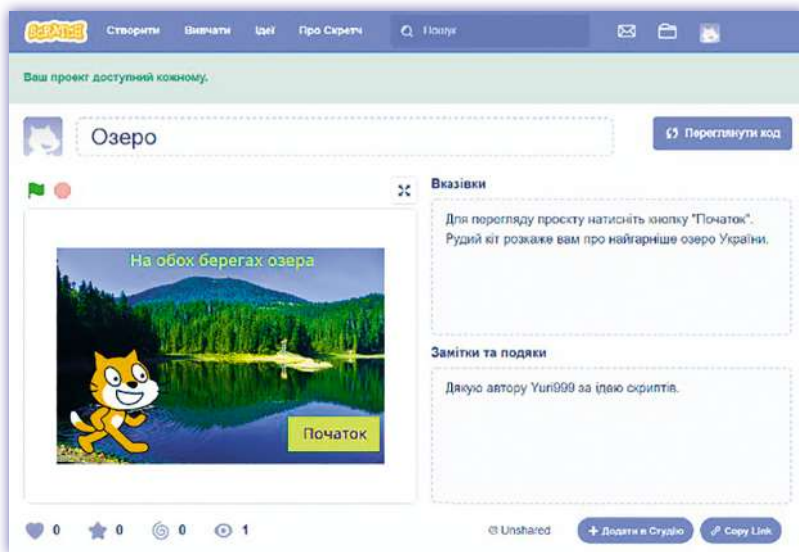 SCRATCH Створити Вивчати Ідеї Про Скретч Пошук
Ваш проект доступний кожному.
Озеро
Переглянути код
На обох берегах озера
Початок
Вказівки
Для перегляду проєкту натисніть кнопку "Початок".
Рудий кіт розкаже вам про найгарніше озеро України.
Замітки та подяки
Дякую автору Yuri999 за ідею скриптів.
0 0 0 1
Unshared + Додати в Студію Copy Link